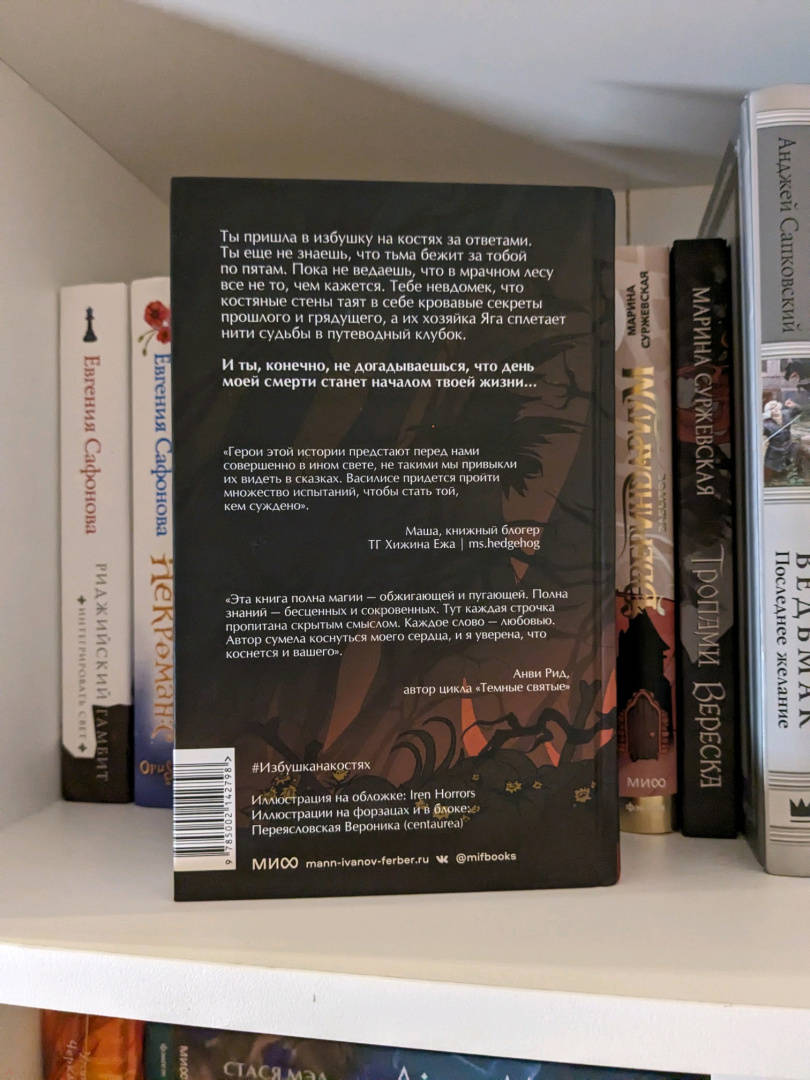 Ты пришла в избушку на костях за ответами.
Ты еще не знаешь, что тьма бежит за тобой
по пятам. Пока не ведаешь, что в мрачном лесу
все не то, чем кажется. Тебе невдомек, что
костяные стены таят в себе кровавые секреты
прошлого и грядущего, а их хозяйка Яга сплетает
нити судьбы в путеводный клубок.
И ты, конечно, не догадываешься, что день
моей смерти станет началом твоей жизни...
«Герои этой истории предстают перед нами
совершенно в ином свете, не такими мы привыкли
их видеть в сказках. Василисе придется пройти
множество испытаний, чтобы стать той,
кем суждено».
Маша, книжный блогер
ТГ Хижина Ежа | ms.hedgehog
«Эта книга полна магии — обжигающей и пугающей. Полна
знаний — бесценных и сокровенных. Тут каждая строчка
пропитана скрытым смыслом. Каждое слово — любовью.
Автор сумела коснуться моего сердца, и я уверена, что
коснется и вашего».
Анви Рид,
автор цикла «Темные святые»
#Избушканакостях
Иллюстрация на обложке: Iren Horrors
Иллюстрации на форзацах и в блоке:
Переясловская Вероника (centaurea)
9 785002 142798 >
МИФ mann-ivanov-ferber.ru @mifbooks
Евгения Сафонова
РИДЖИЙСКИЙ ГАМБИТ
ИНТЕГРИРОВАТЬ СВЕТ
Евгения Сафонова
Некромант
МАРИНА
СУРЖЕВСКАЯ
МИФ
МАРИНА СУРЖЕВСКАЯ
Тропами Вереска
Анджей Сапковский
ВЕДЬМАК
Последнее желание
МИФ
СТАСЯ МЭЛ